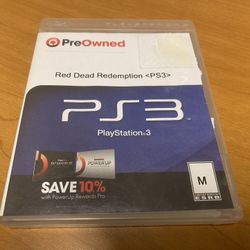 PreOwned
Red Dead Redemption <PS3>
PS3
PlayStation®3
POWERUP
SAVE 10%
with PowerUp Rewards Pro
M
ESRB